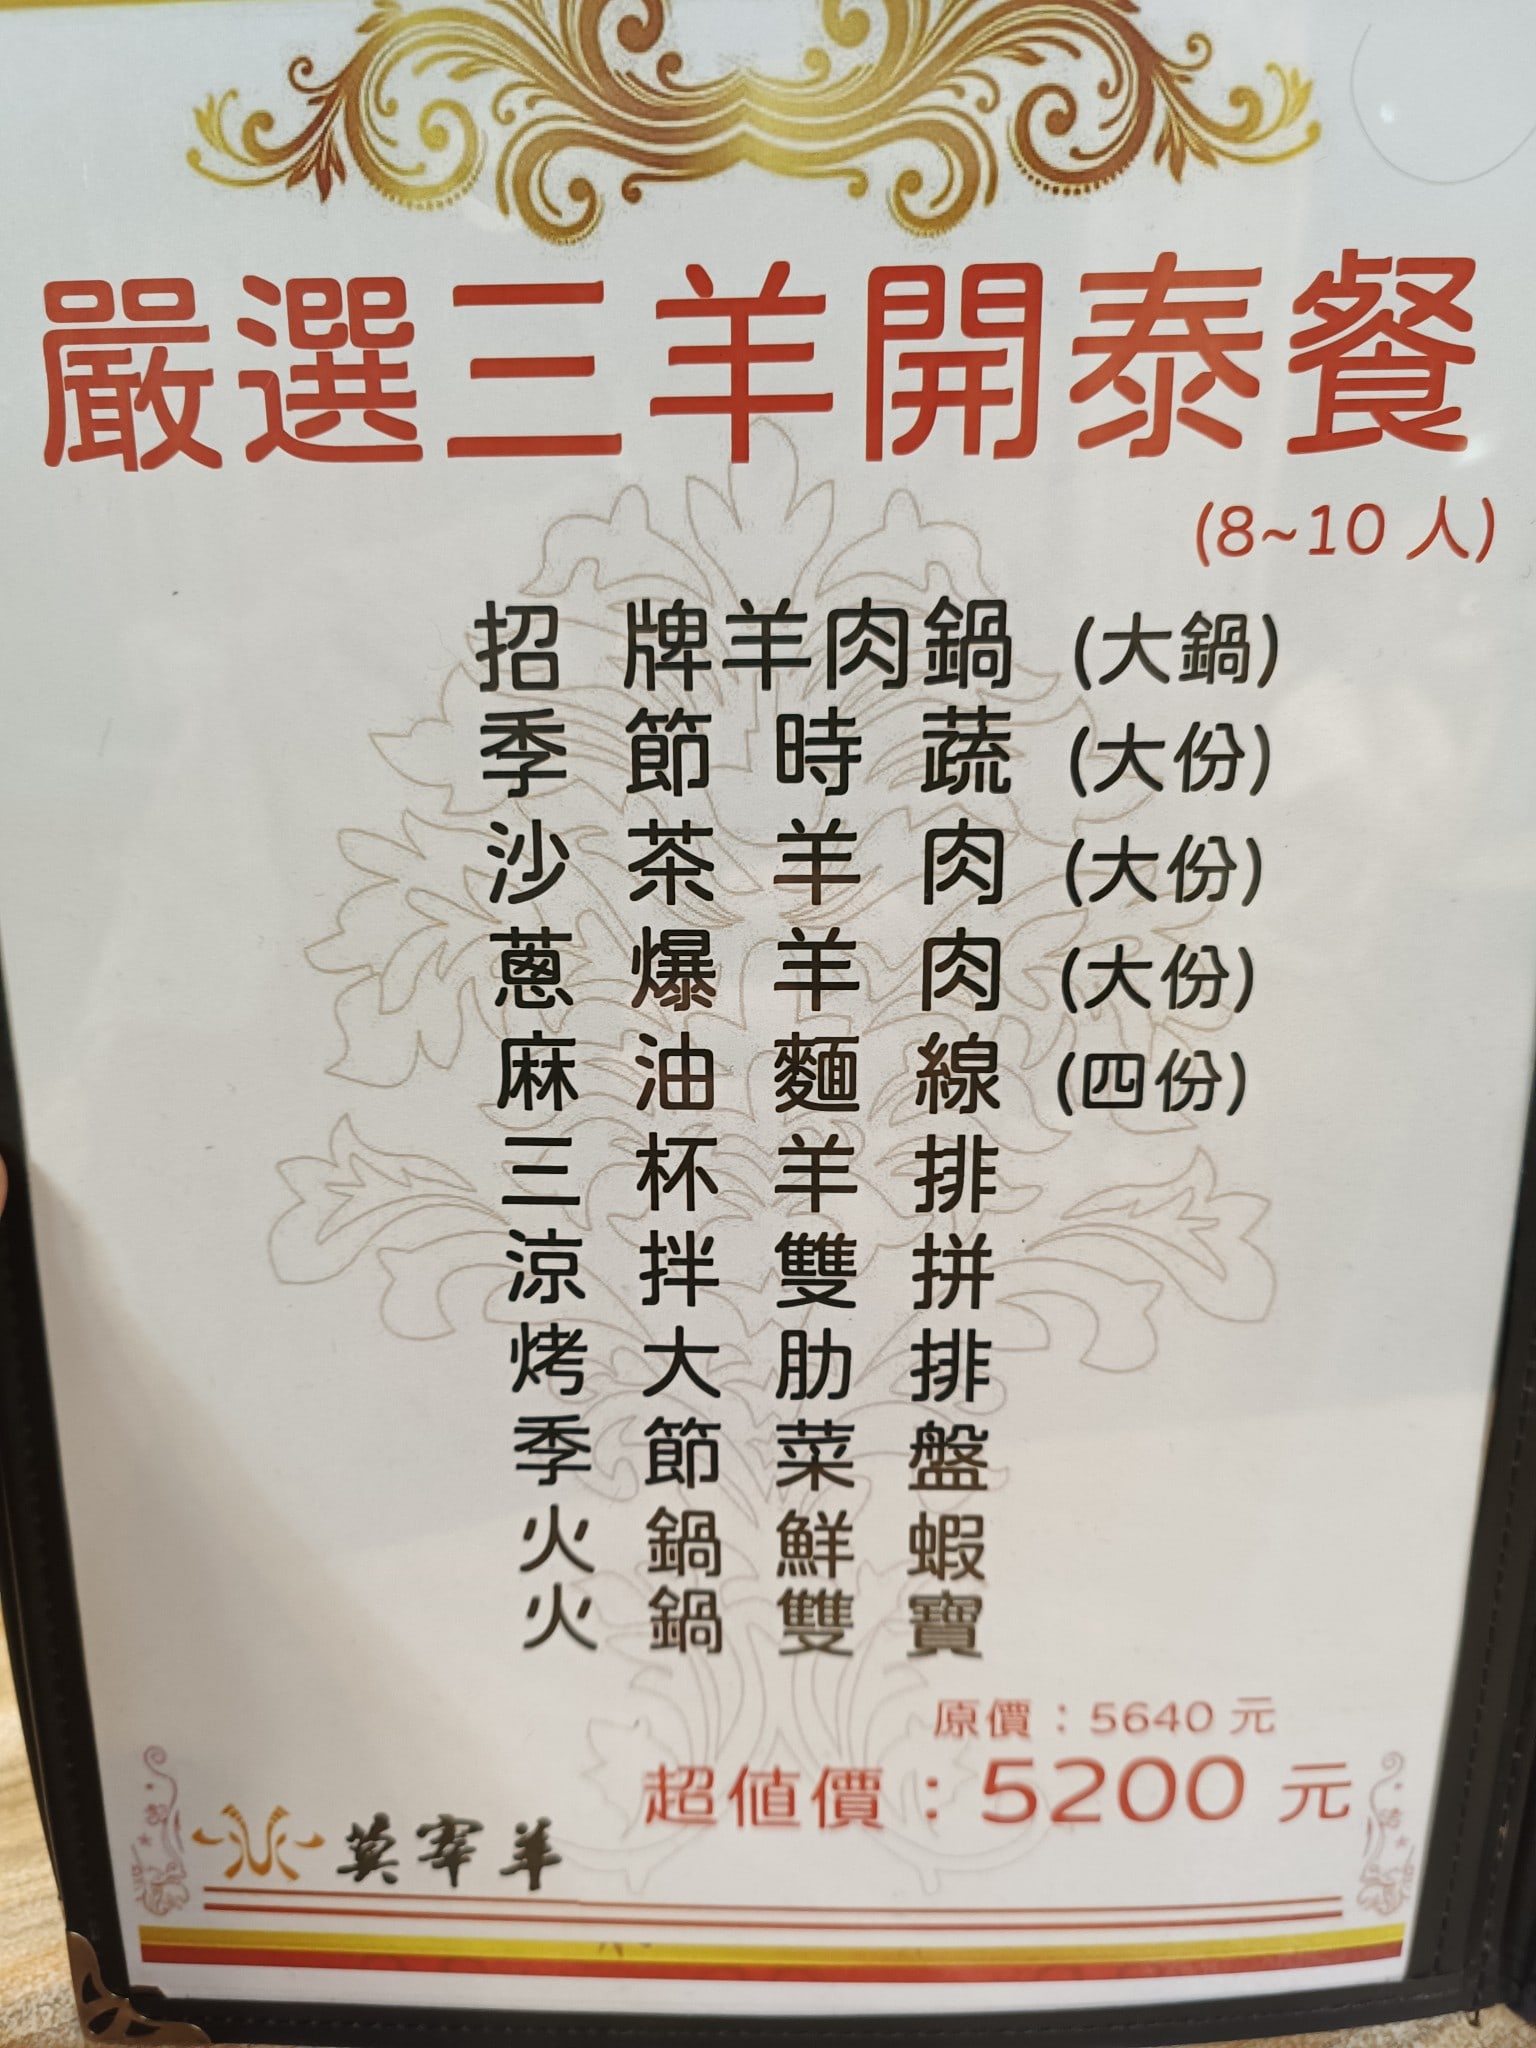 嚴選三羊開泰餐
(8~10 人)
招牌羊肉鍋 (大鍋)
季節時蔬 (大份)
沙茶羊肉 (大份)
蔥爆羊肉 (大份)
麻油麵線 (四份)
三杯羊排
涼拌雙拼
烤大肋排
季節菜盤
火鍋鮮蝦
火鍋雙寶
原價：5640 元
超值價：5200 元
莫宰羊